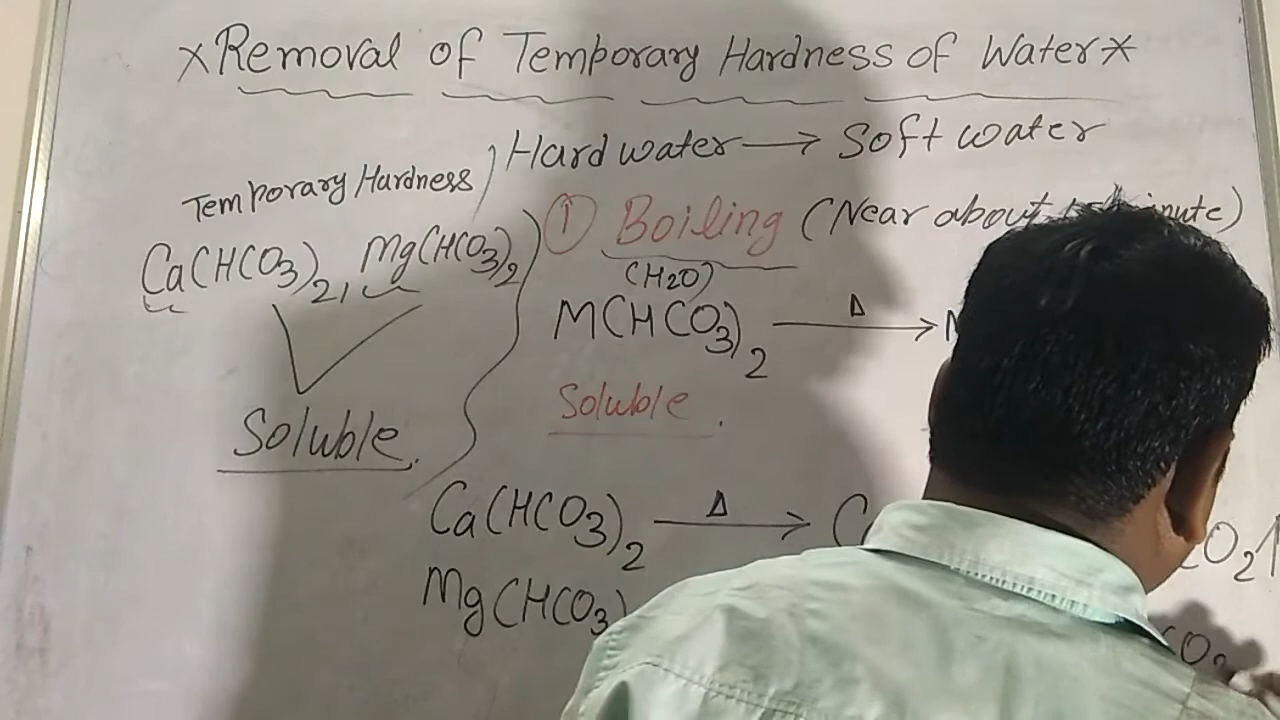 ×Removal of Temporary Hardness of Water*
Hard water → Soft water
Temporary Hardness
Ca(HCO3)2, Mg(HCO3)2
Soluble.
① Boiling (Near about
(H2O)
M(HCO3)2 —Δ→
Soluble.
Ca(HCO3)2 —Δ→ C CO2↑
Mg(HCO3)